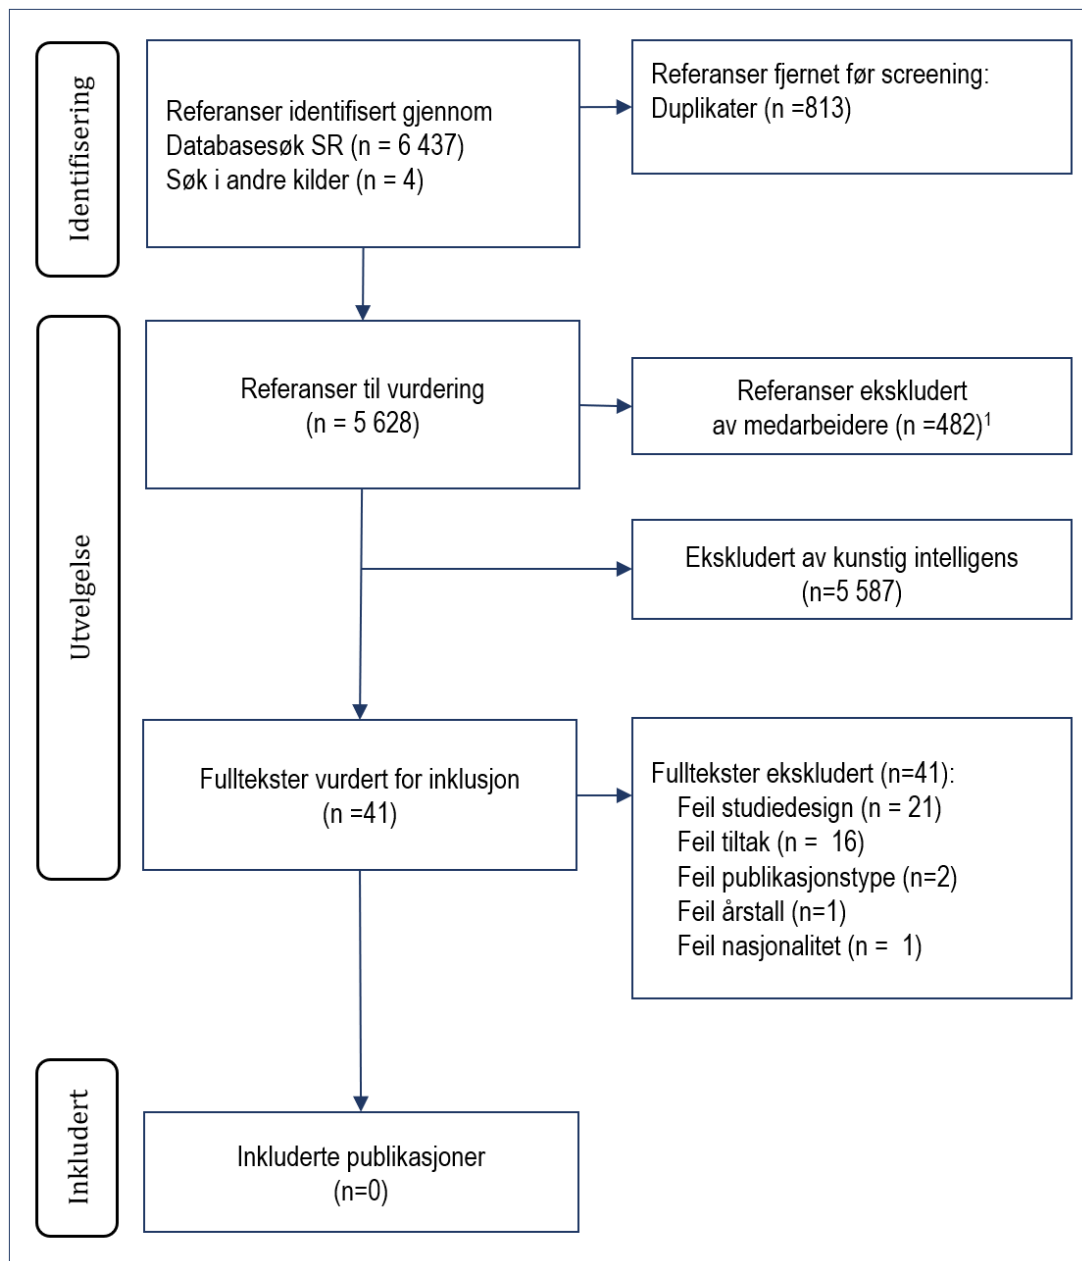 Identifisering
Referanser identifisert gjennom
Databasesøk SR (n = 6 437)
Søk i andre kilder (n = 4)
Referanser fjernet før screening:
Duplikater (n =813)
Utvelgelse
Referanser til vurdering
(n = 5 628)
Referanser ekskludert
av medarbeidere (n =482)¹
Ekskludert av kunstig intelligens
(n=5 587)
Fulltekster vurdert for inklusjon
(n =41)
Fulltekster ekskludert (n=41):
Feil studiedesign (n = 21)
Feil tiltak (n =  16)
Feil publikasjonstype (n=2)
Feil årstall (n=1)
Feil nasjonalitet (n =  1)
Inkludert
Inkluderte publikasjoner
(n=0)